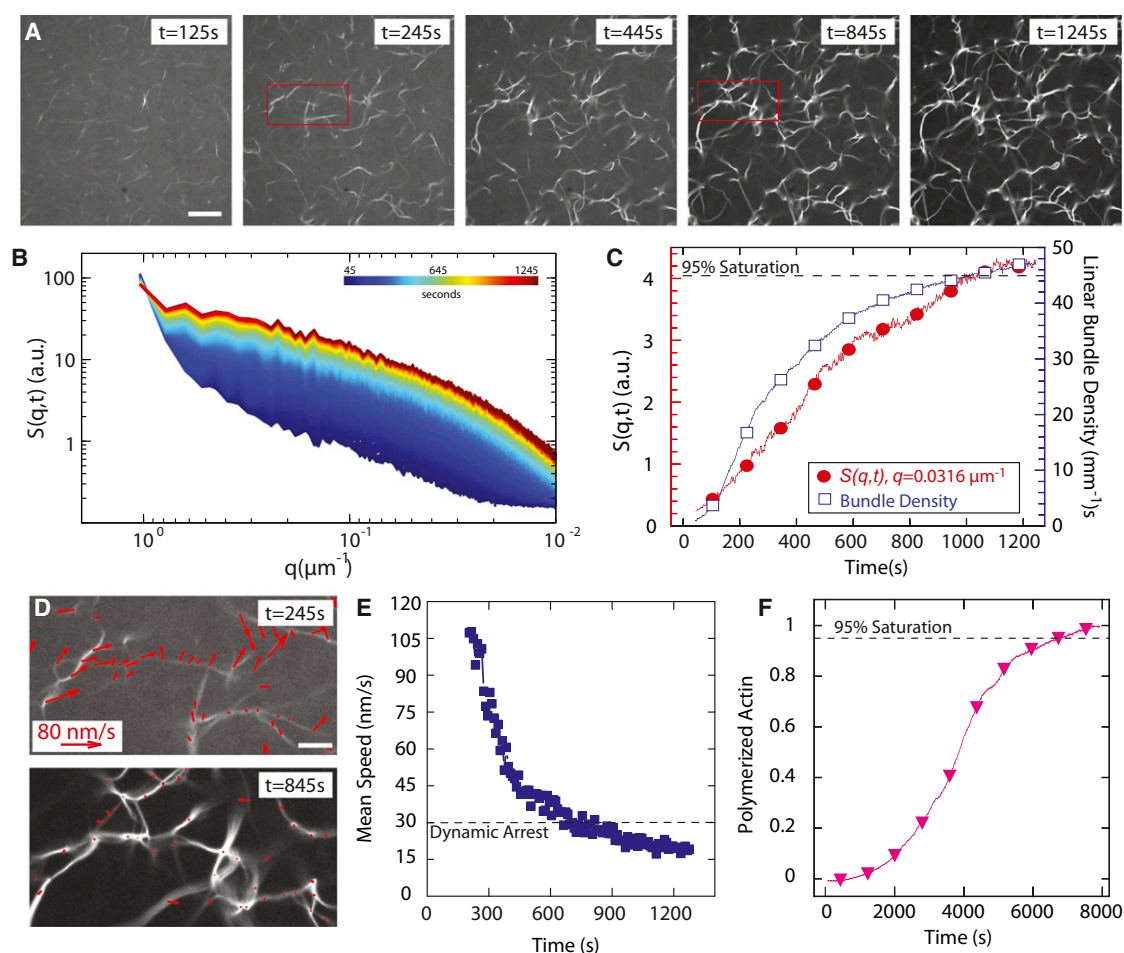 A
t=125s
t=245s
t=445s
t=845s
t=1245s
B
S(q,t) (a.u.)
100
10
1
45 645 1245
seconds
10⁰ 10⁻¹ 10⁻²
q(μm⁻¹)
C
S(q,t) (a.u.)
4
3
2
1
0
95% Saturation
S(q,t), q=0.0316 μm⁻¹
Bundle Density
50
40
30
20
10
0
Linear Bundle Density (mm⁻¹)s
0 200 400 600 800 1000 1200
Time(s)
D
t=245s
80 nm/s
t=845s
E
Mean Speed (nm/s)
120
105
90
75
60
45
30
15
0
Dynamic Arrest
0 300 600 900 1200
Time (s)
F
Polymerized Actin
95% Saturation
1
0.8
0.6
0.4
0.2
0
0 2000 4000 6000 8000
Time (s)